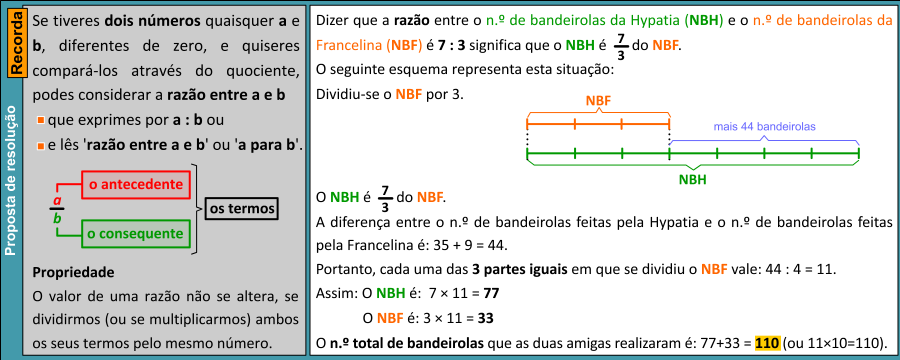 Recorda
Proposta de resolução
Se tiveres dois números quaisquer a e
b, diferentes de zero, e quiseres
compará-los através do quociente,
podes considerar a razão entre a e b
que exprimes por a : b ou
e lês 'razão entre a e b' ou 'a para b'.
a
b
o antecedente
o consequente
os termos
Propriedade
O valor de uma razão não se altera, se
dividirmos (ou se multiplicarmos) ambos
os seus termos pelo mesmo número.
Dizer que a razão entre o n.º de bandeirolas da Hypatia (NBH) e o n.º de bandeirolas da
Francelina (NBF) é 7 : 3 significa que o NBH é 7/3 do NBF.
O seguinte esquema representa esta situação:
Dividiu-se o NBF por 3.
NBF
mais 44 bandeirolas
NBH
O NBH é 7/3 do NBF.
A diferença entre o n.º de bandeirolas feitas pela Hypatia e o n.º de bandeirolas feitas
pela Francelina é: 35 + 9 = 44.
Portanto, cada uma das 3 partes iguais em que se dividiu o NBF vale: 44 : 4 = 11.
Assim: O NBH é: 7 × 11 = 77
O NBF é: 3 × 11 = 33
O n.º total de bandeirolas que as duas amigas realizaram é: 77+33 = 110 (ou 11×10=110).